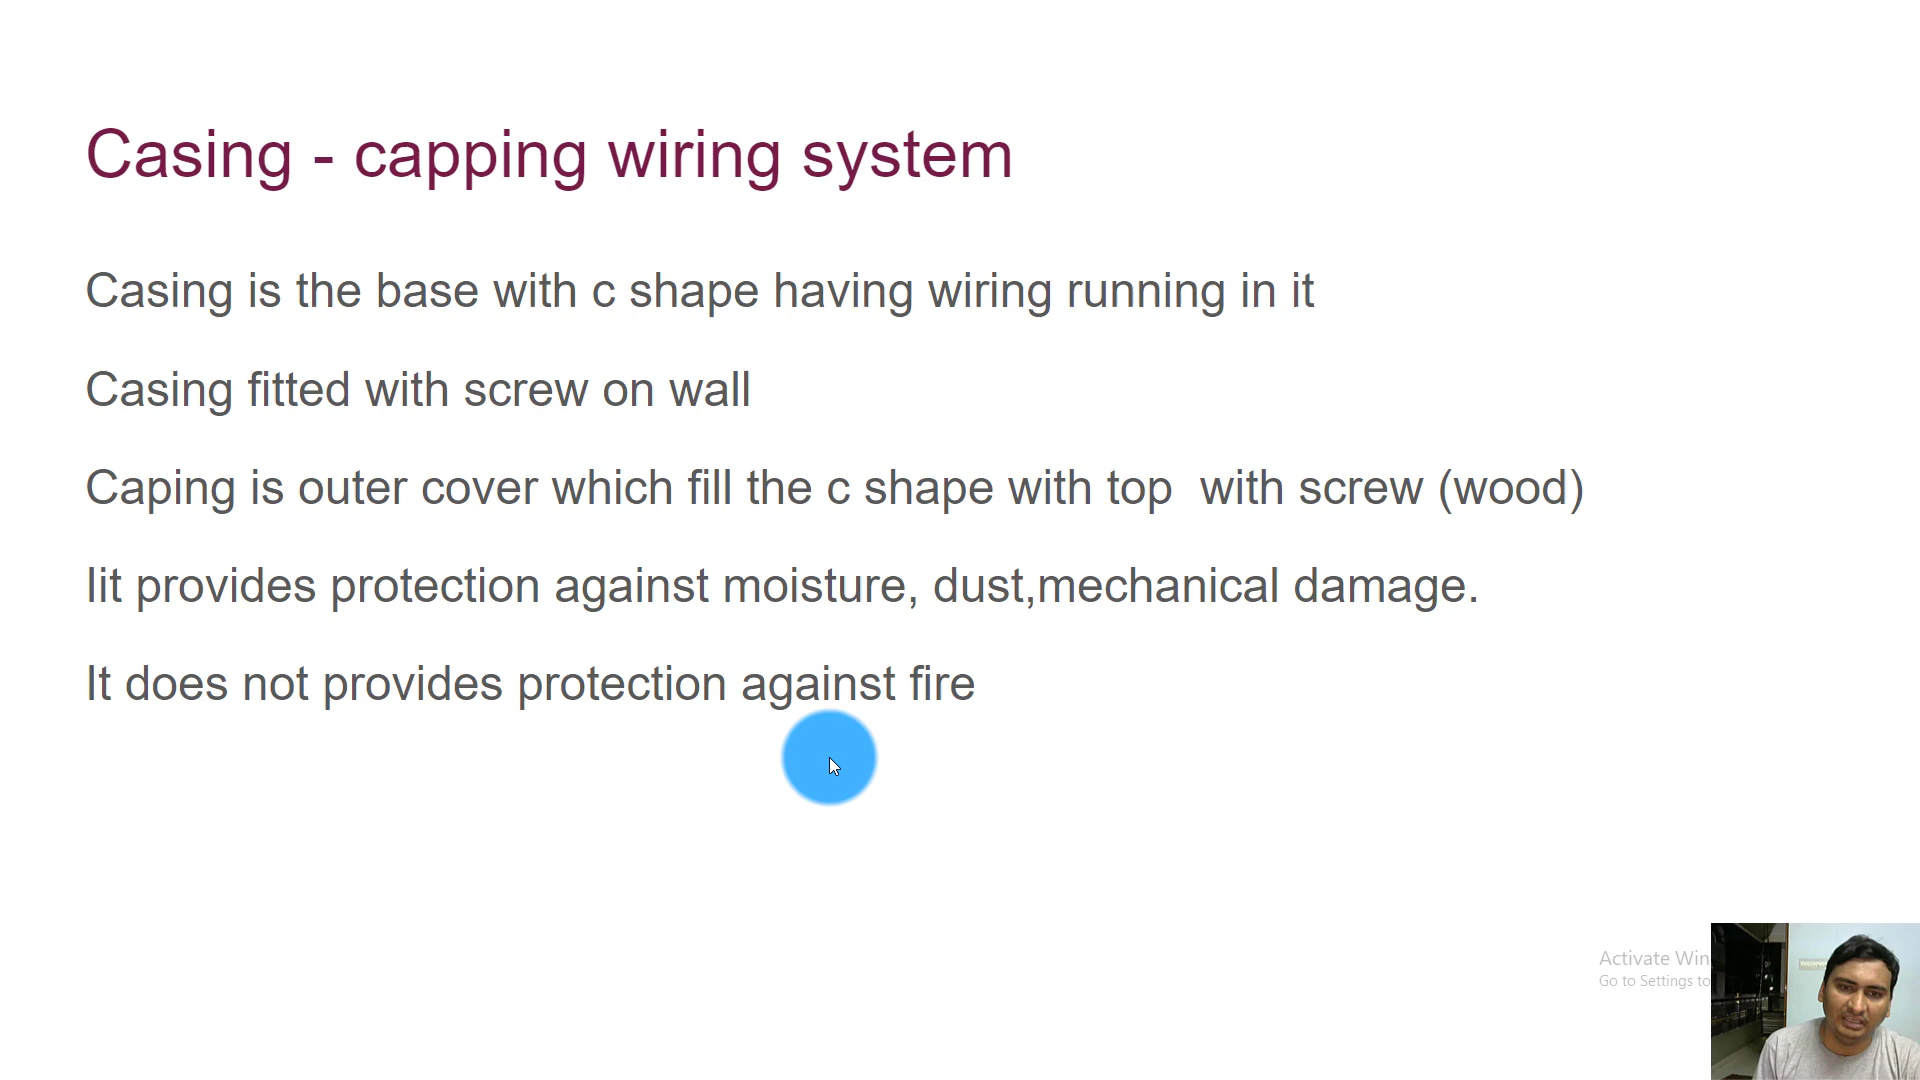 Casing - capping wiring system
Casing is the base with c shape having wiring running in it
Casing fitted with screw on wall
Caping is outer cover which fill the c shape with top  with screw (wood)
Iit provides protection against moisture, dust,mechanical damage.
It does not provides protection against fire
Activate Win
Go to Settings to